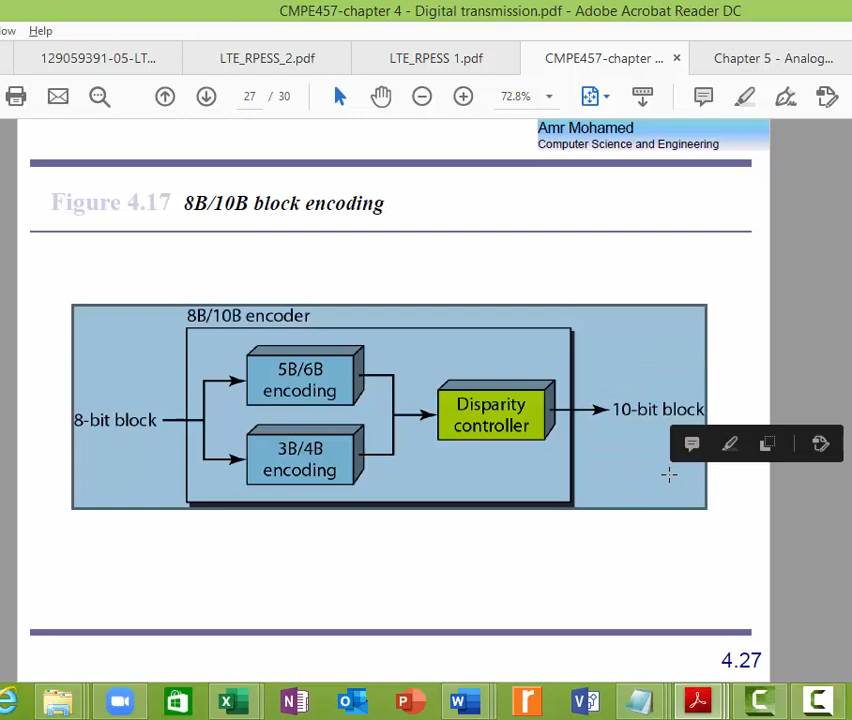 CMPE457-chapter 4 - Digital transmission.pdf - Adobe Acrobat Reader DC
ow Help
129059391-05-LT... LTE_RPESS_2.pdf LTE_RPESS 1.pdf CMPE457-chapter ... × Chapter 5 - Analog...
27 / 30 72.8%
Amr Mohamed
Computer Science and Engineering
Figure 4.17 8B/10B block encoding
8B/10B encoder
5B/6B
encoding
8-bit block
3B/4B
encoding
Disparity
controller
10-bit block
4.27